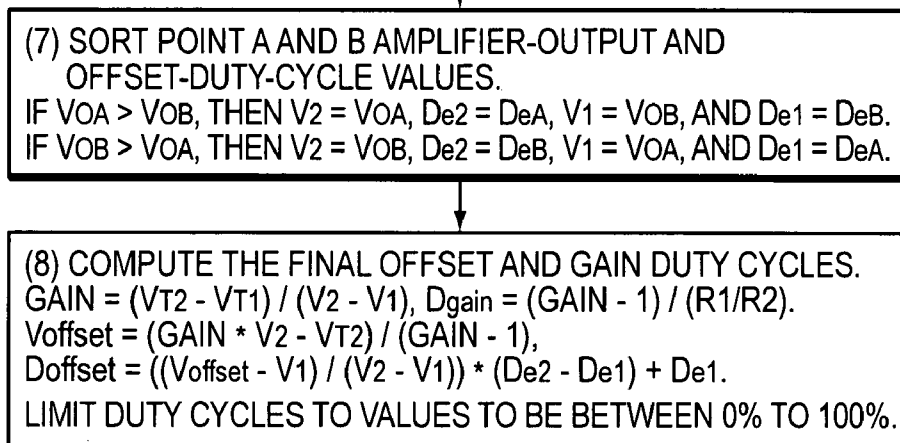 (7) SORT POINT A AND B AMPLIFIER-OUTPUT AND
OFFSET-DUTY-CYCLE VALUES.
IF VOA > VOB, THEN V2 = VOA, De2 = DeA, V1 = VOB, AND De1 = DeB.
IF VOB > VOA, THEN V2 = VOB, De2 = DeB, V1 = VOA, AND De1 = DeA.
(8) COMPUTE THE FINAL OFFSET AND GAIN DUTY CYCLES.
GAIN = (VT2 - VT1) / (V2 - V1), Dgain = (GAIN - 1) / (R1/R2).
Voffset = (GAIN * V2 - VT2) / (GAIN - 1),
Doffset = ((Voffset - V1) / (V2 - V1)) * (De2 - De1) + De1.
LIMIT DUTY CYCLES TO VALUES TO BE BETWEEN 0% TO 100%.